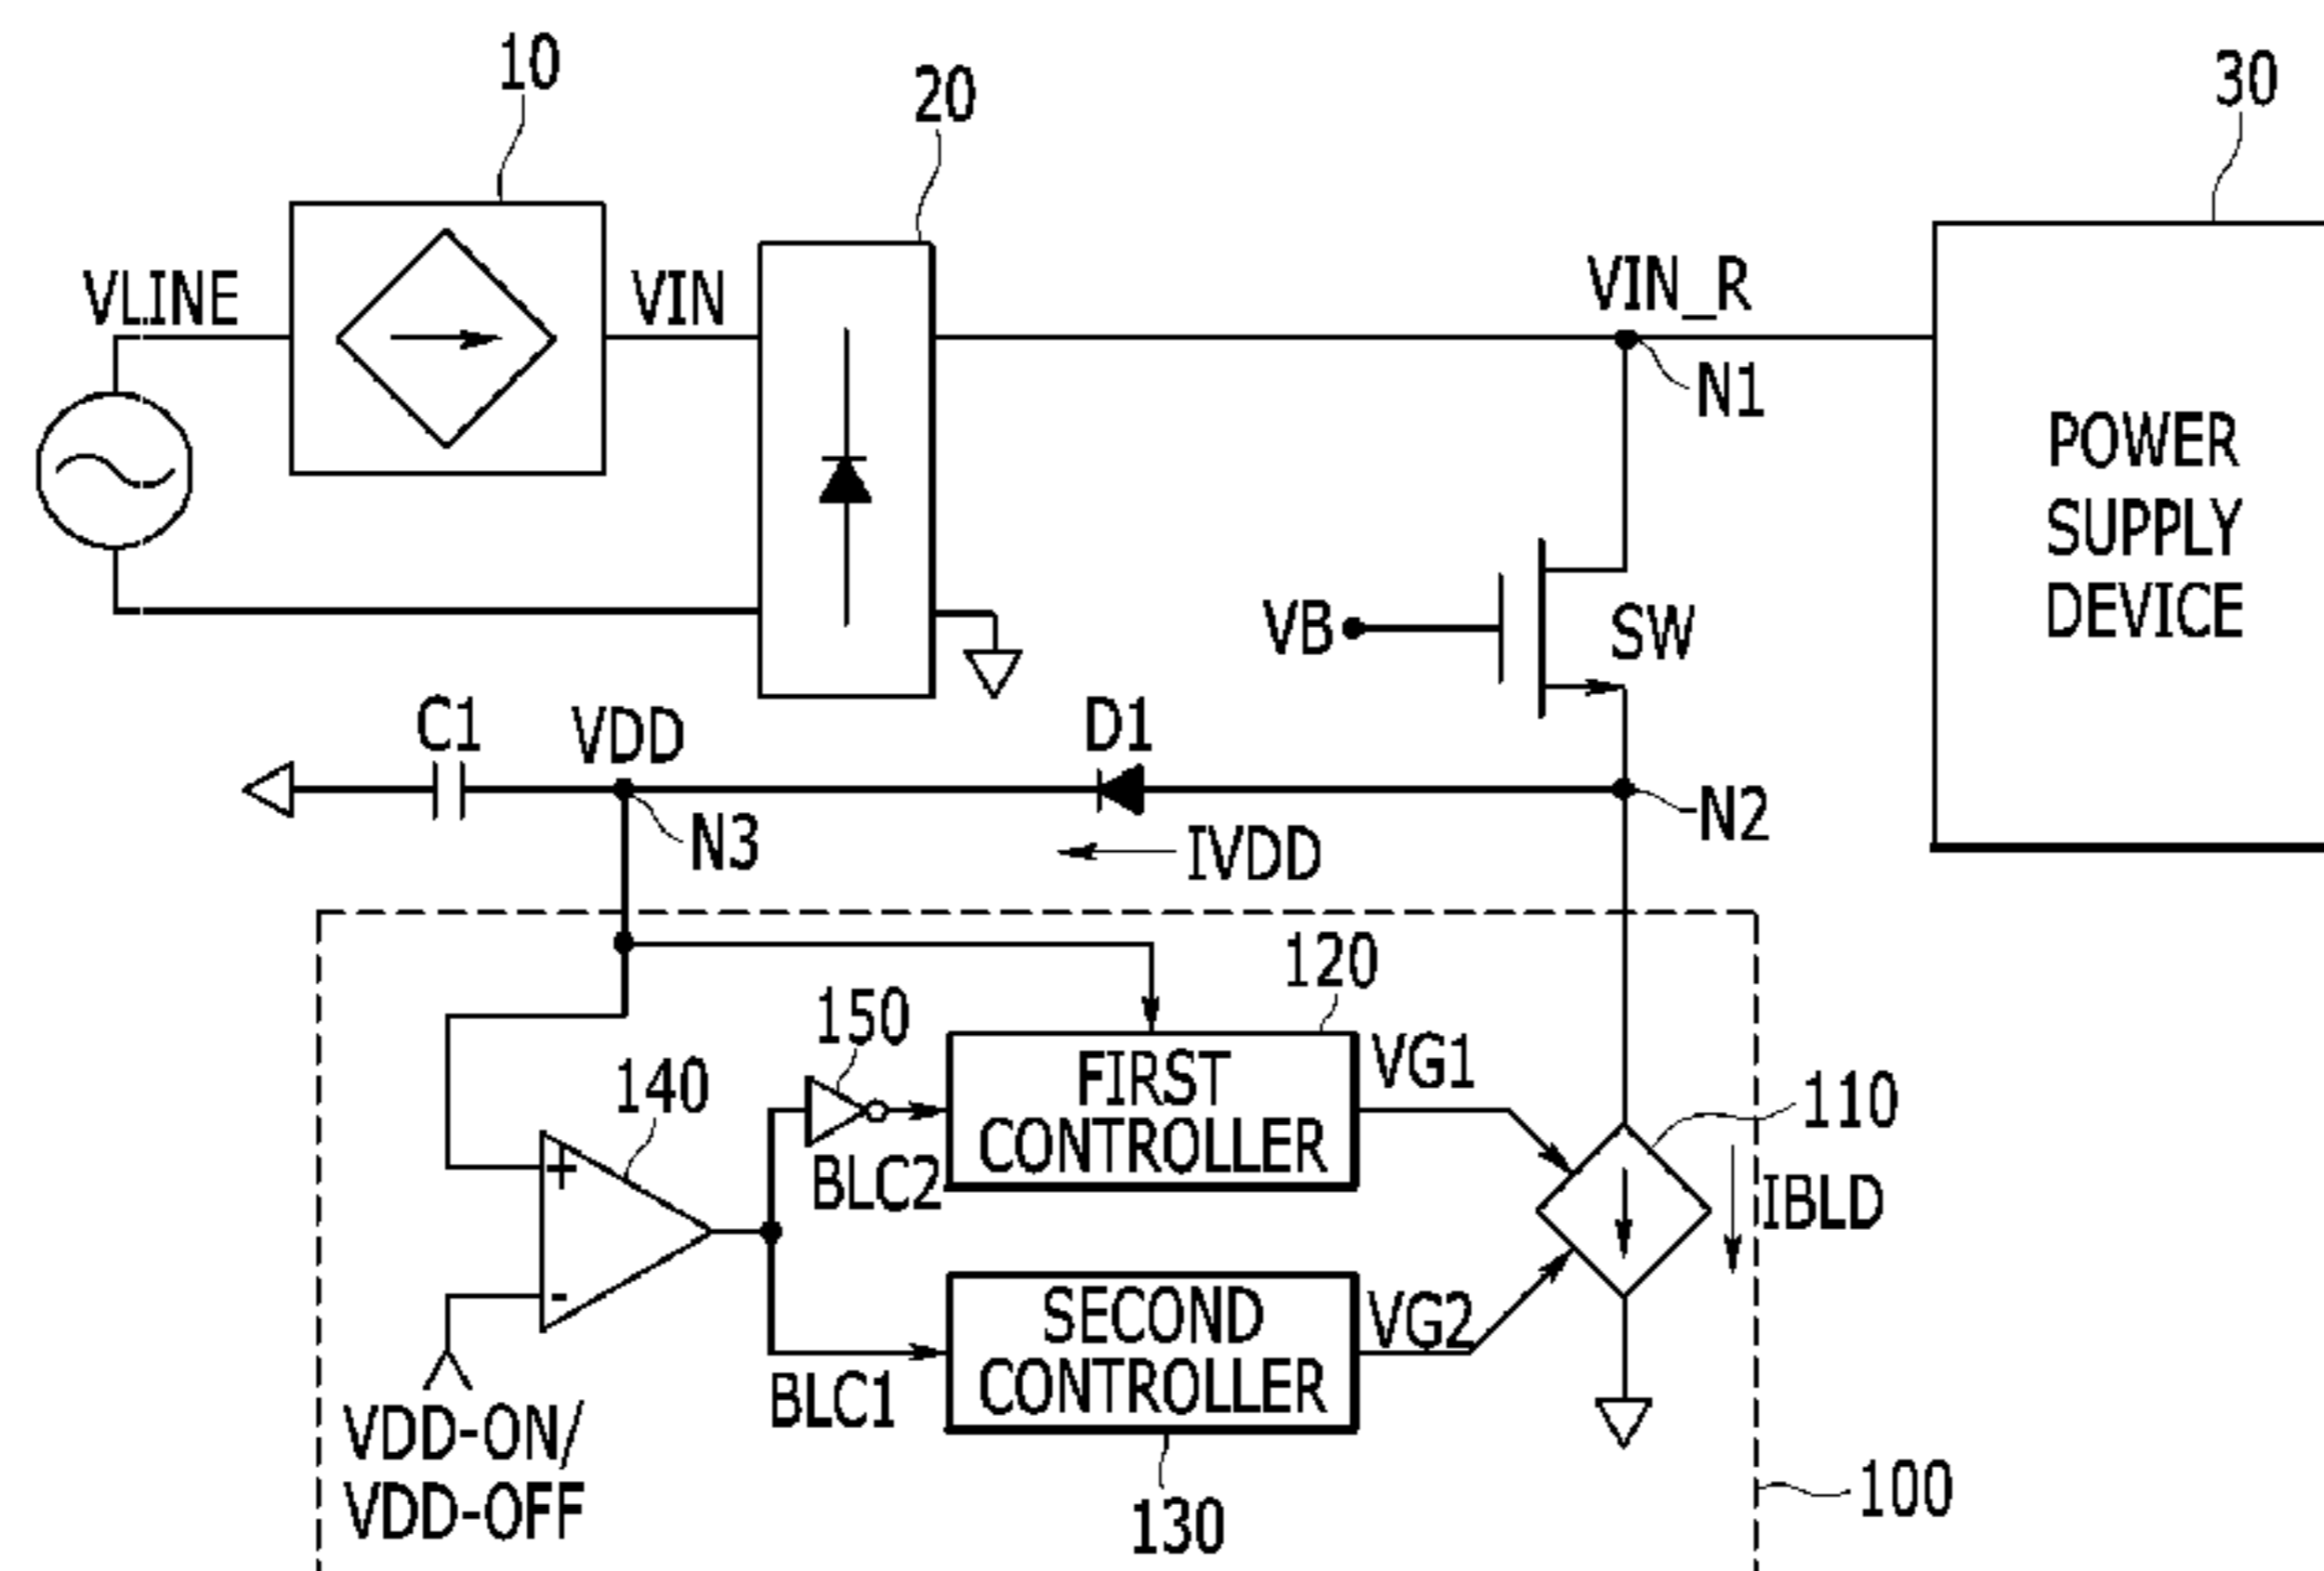 10
20
30
VLINE
VIN
VIN_R
N1
POWER
SUPPLY
DEVICE
VB
SW
C1
VDD
D1
N3
IVDD
N2
120
150
140
+
-
FIRST
CONTROLLER
VG1
110
BLC2
IBLD
SECOND
CONTROLLER
VG2
BLC1
VDD-ON/
VDD-OFF
130
100